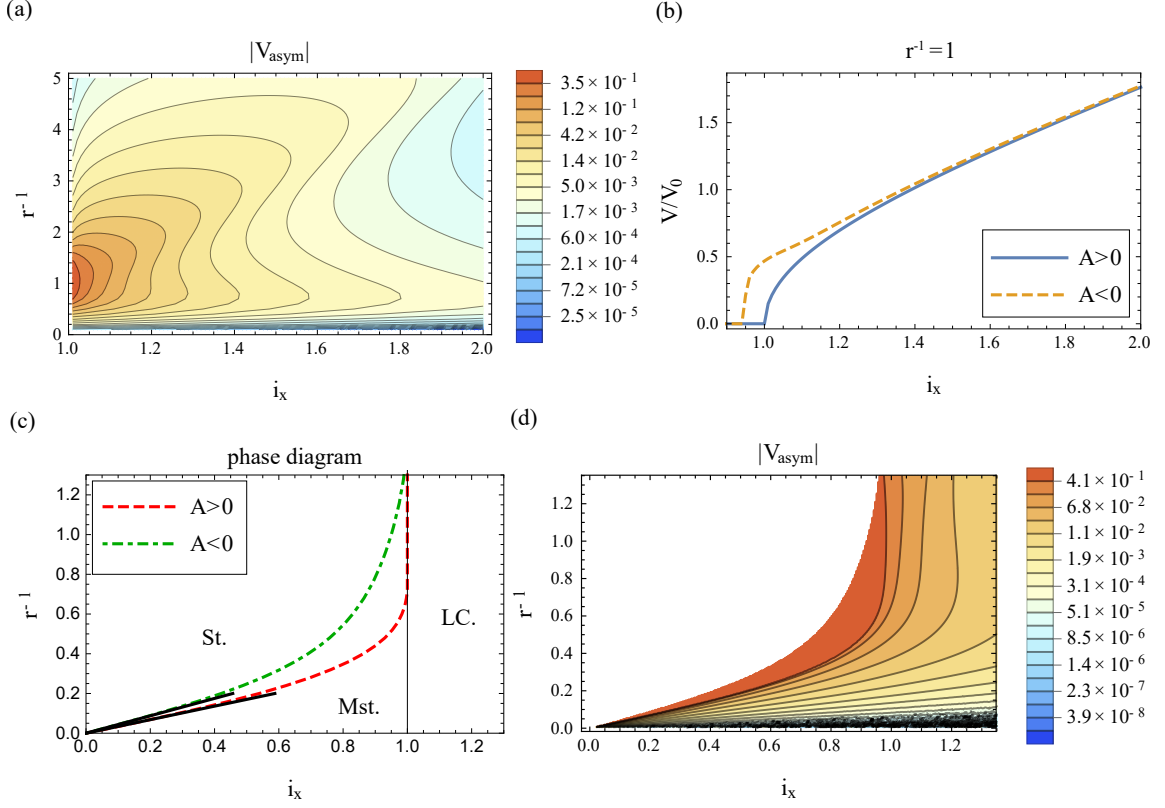 (a)
|V_asym|
5
4
3
2
1
0
1.0 1.2 1.4 1.6 1.8 2.0
r⁻¹
i_x
3.5 × 10⁻¹
1.2 × 10⁻¹
4.2 × 10⁻²
1.4 × 10⁻²
5.0 × 10⁻³
1.7 × 10⁻³
6.0 × 10⁻⁴
2.1 × 10⁻⁴
7.2 × 10⁻⁵
2.5 × 10⁻⁵
(b)
r⁻¹ = 1
1.5
1.0
0.5
0.0
1.0 1.2 1.4 1.6 1.8 2.0
V/V₀
i_x
A>0
A<0
(c)
phase diagram
1.2
1.0
0.8
0.6
0.4
0.2
0.0
0.0 0.2 0.4 0.6 0.8 1.0 1.2
r⁻¹
i_x
A>0
A<0
St.
LC.
Mst.
(d)
|V_asym|
1.2
1.0
0.8
0.6
0.4
0.2
0.0
0.0 0.2 0.4 0.6 0.8 1.0 1.2
r⁻¹
i_x
4.1 × 10⁻¹
6.8 × 10⁻²
1.1 × 10⁻²
1.9 × 10⁻³
3.1 × 10⁻⁴
5.1 × 10⁻⁵
8.5 × 10⁻⁶
1.4 × 10⁻⁶
2.3 × 10⁻⁷
3.9 × 10⁻⁸